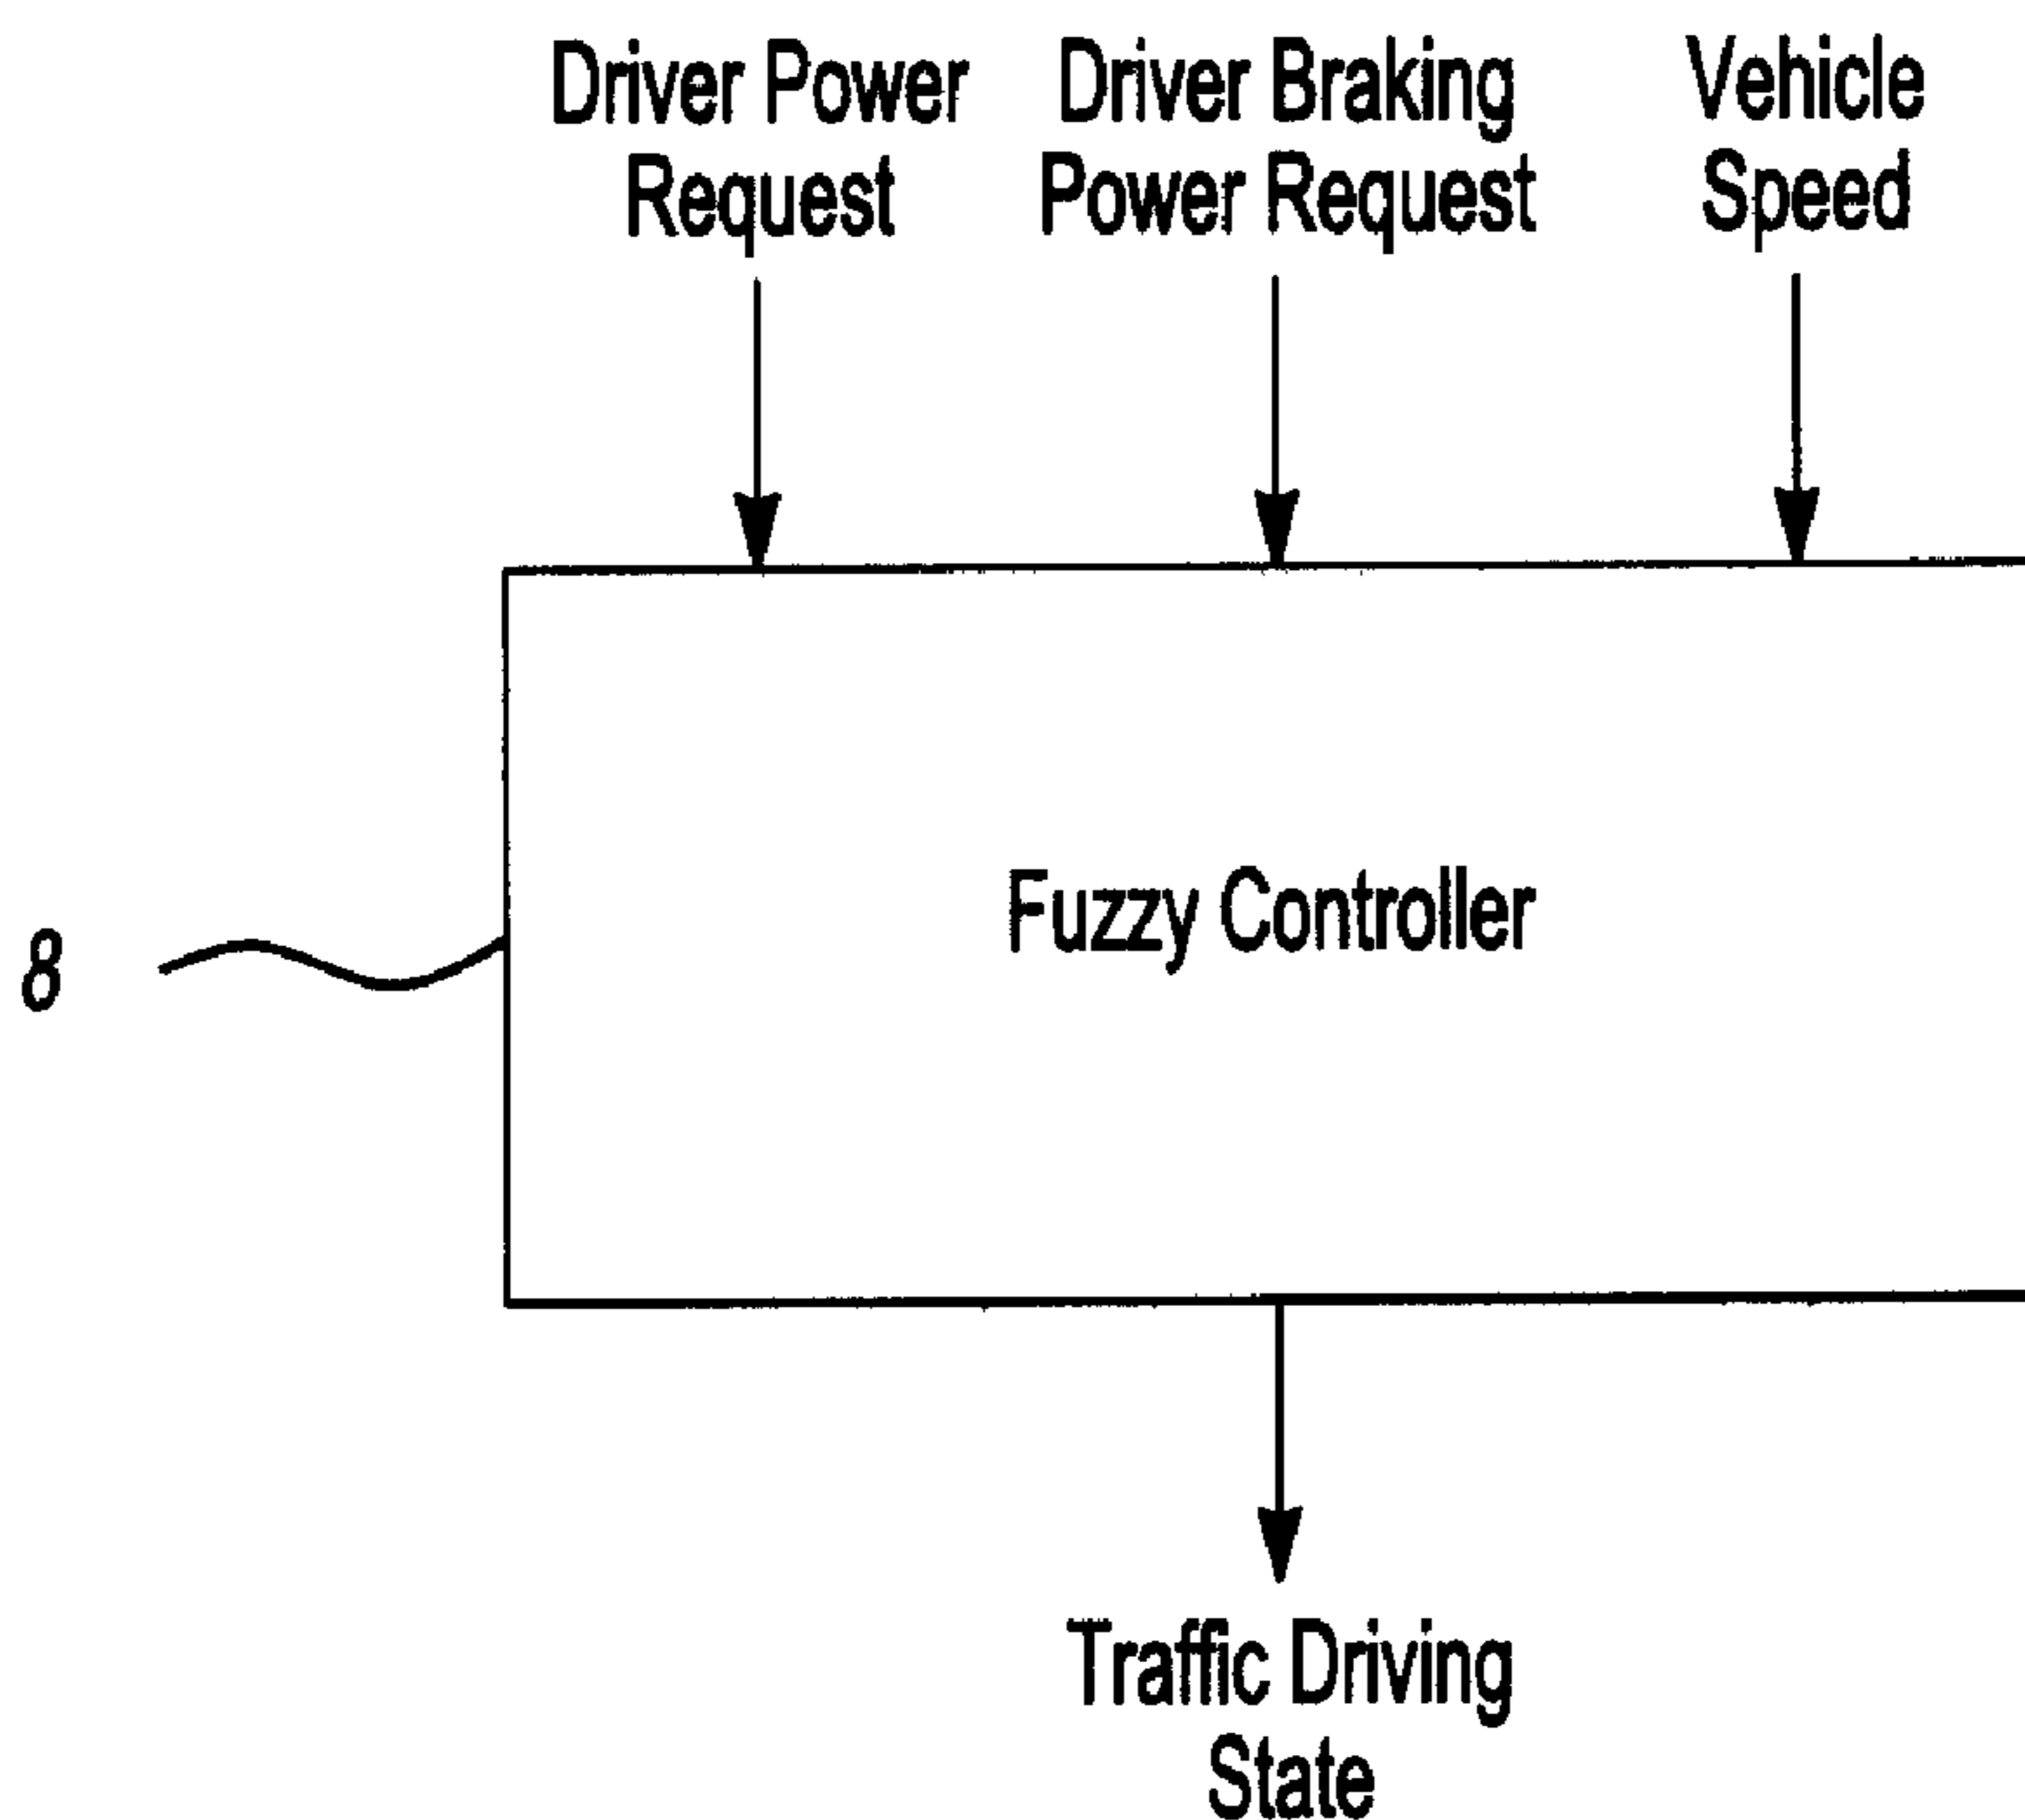 Driver Power
Request
Driver Braking
Power Request
Vehicle
Speed
Fuzzy Controller
8
Traffic Driving
State